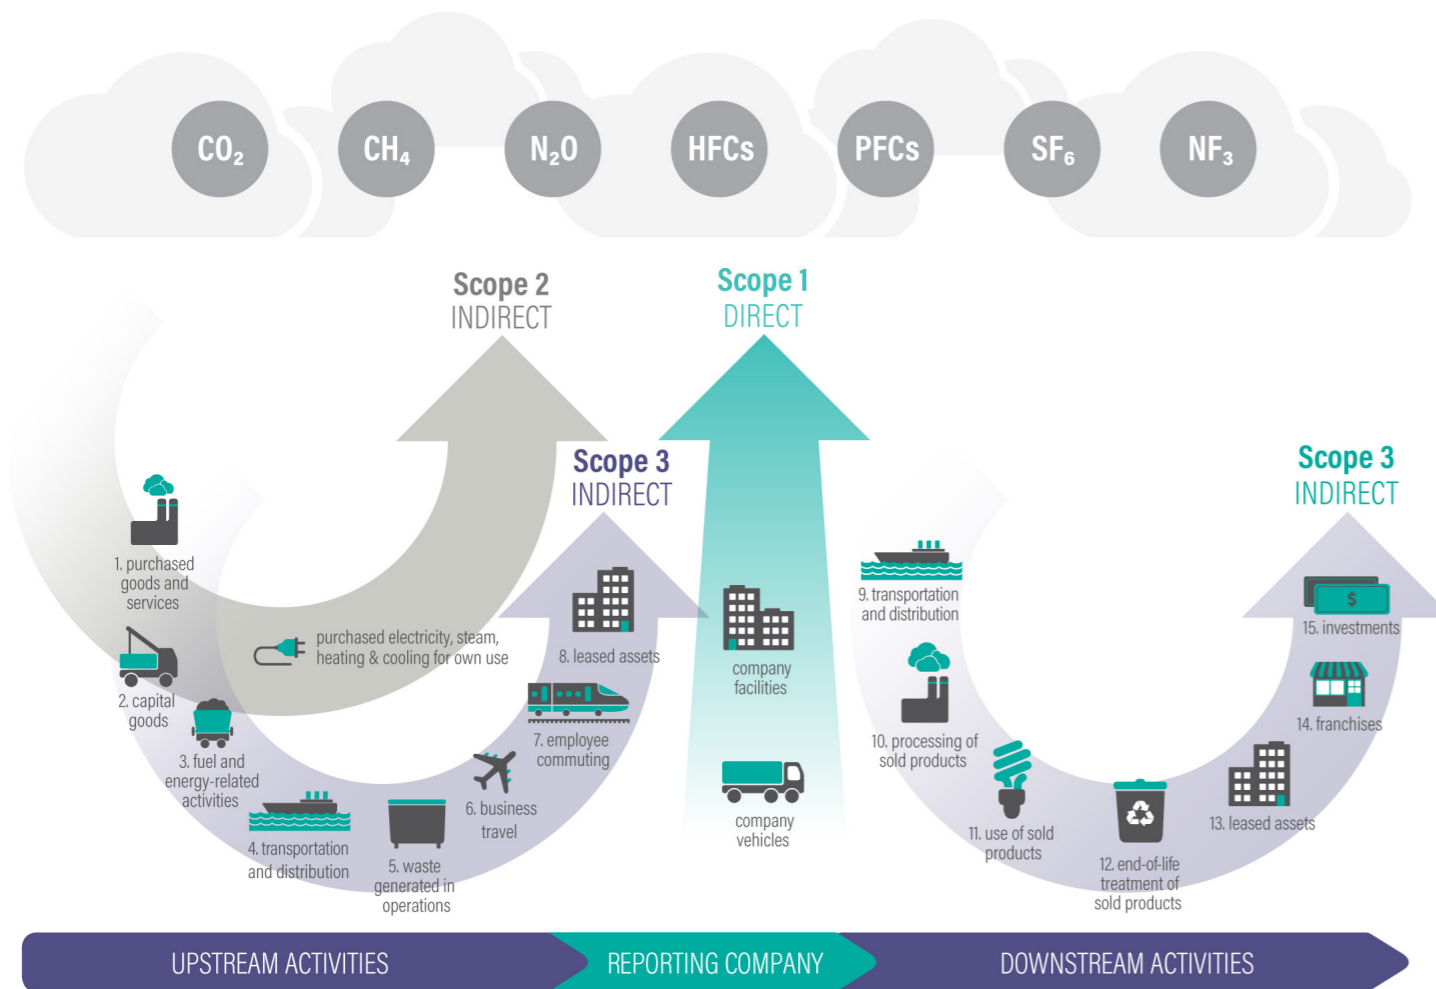 CO₂
CH₄
N₂O
HFCs
PFCs
SF₆
NF₃
Scope 2
INDIRECT
Scope 1
DIRECT
Scope 3
INDIRECT
Scope 3
INDIRECT
1. purchased
goods and
services
2. capital
goods
3. fuel and
energy-related
activities
purchased electricity, steam,
heating & cooling for own use
4. transportation
and distribution
5. waste
generated in
operations
6. business
travel
7. employee
commuting
8. leased assets
company
facilities
company
vehicles
9. transportation
and distribution
10. processing of
sold products
11. use of sold
products
12. end-of-life
treatment of
sold products
13. leased assets
14. franchises
$
15. investments
UPSTREAM ACTIVITIES
REPORTING COMPANY
DOWNSTREAM ACTIVITIES